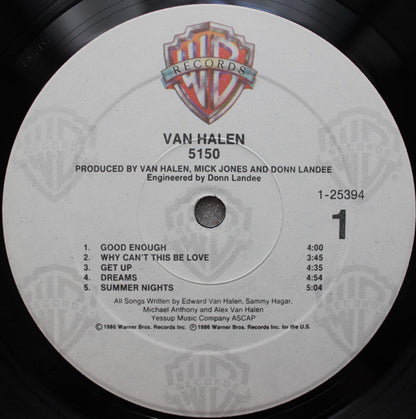 WB
RECORDS
VAN HALEN
5150
PRODUCED BY VAN HALEN, MICK JONES AND DONN LANDEE
Engineered by Donn Landee
1-25394
1
1. GOOD ENOUGH 4:00
2. WHY CAN'T THIS BE LOVE 3:45
3. GET UP 4:35
4. DREAMS 4:54
5. SUMMER NIGHTS 5:04
All Songs Written by Edward Van Halen, Sammy Hagar,
Michael Anthony and Alex Van Halen
Yessup Music Company ASCAP
© 1986 Warner Bros. Records Inc. ℗ 1986 Warner Bros. Records Inc. for the U.S.